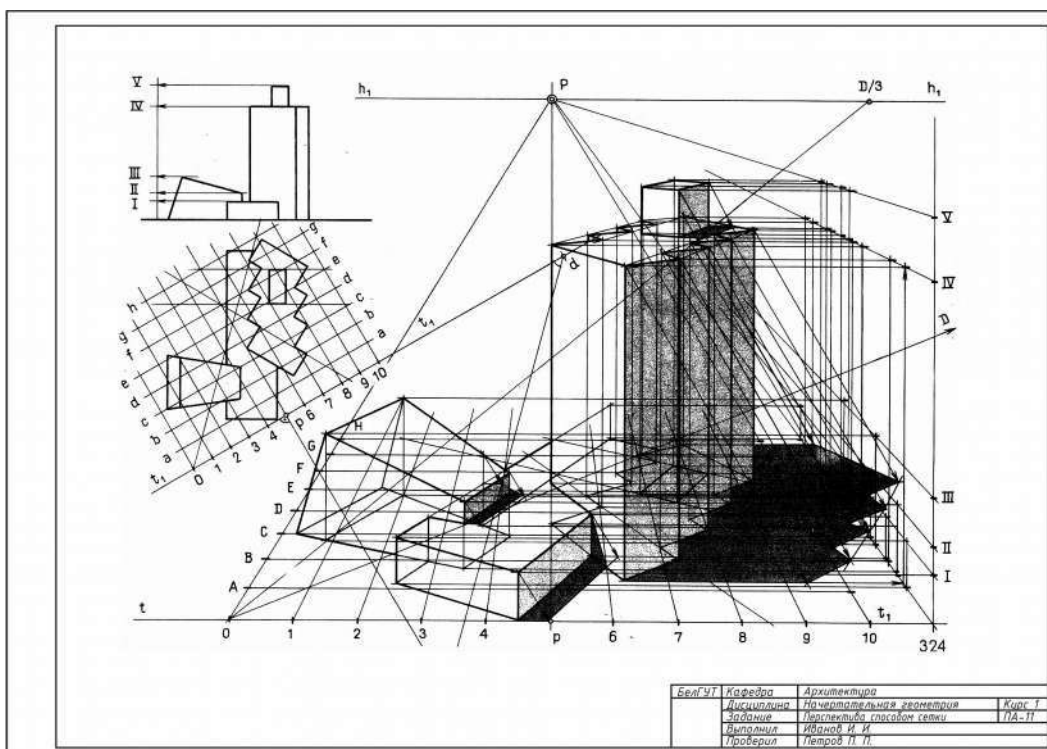 V
IV
III
II
I
h₁ P D/3 h₁
V
IV
III
II
I
g
f
e
d
c
b
a
h
g
f
e
d
c
b
a
t₁
0 1 2 3 4 P 6 7 8 9 10
t₁
d
D
H
G
F
E
D
C
B
A
t t₁
0 1 2 3 4 P 6 7 8 9 10 324
БелГУТ Кафедра Архитектура
Дисциплина Начертательная геометрия Курс 1
Задание Перспектива способом сетки ПА-11
Выполнил Иванов И. И.
Проверил Петров П. П.